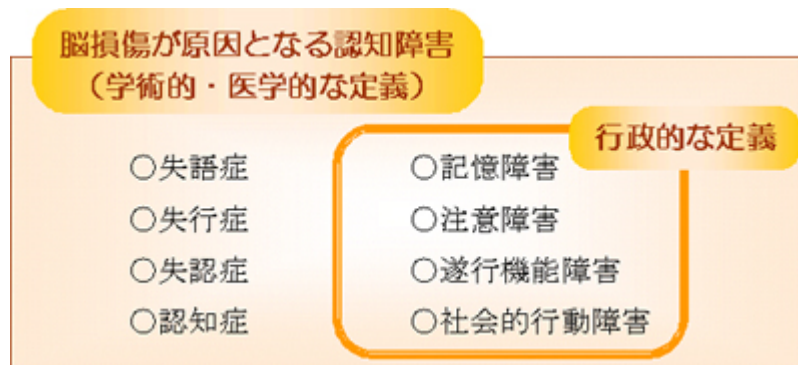 脳損傷が原因となる認知障害
（学術的・医学的な定義）
行政的な定義
○失語症
○失行症
○失認症
○認知症
○記憶障害
○注意障害
○遂行機能障害
○社会的行動障害